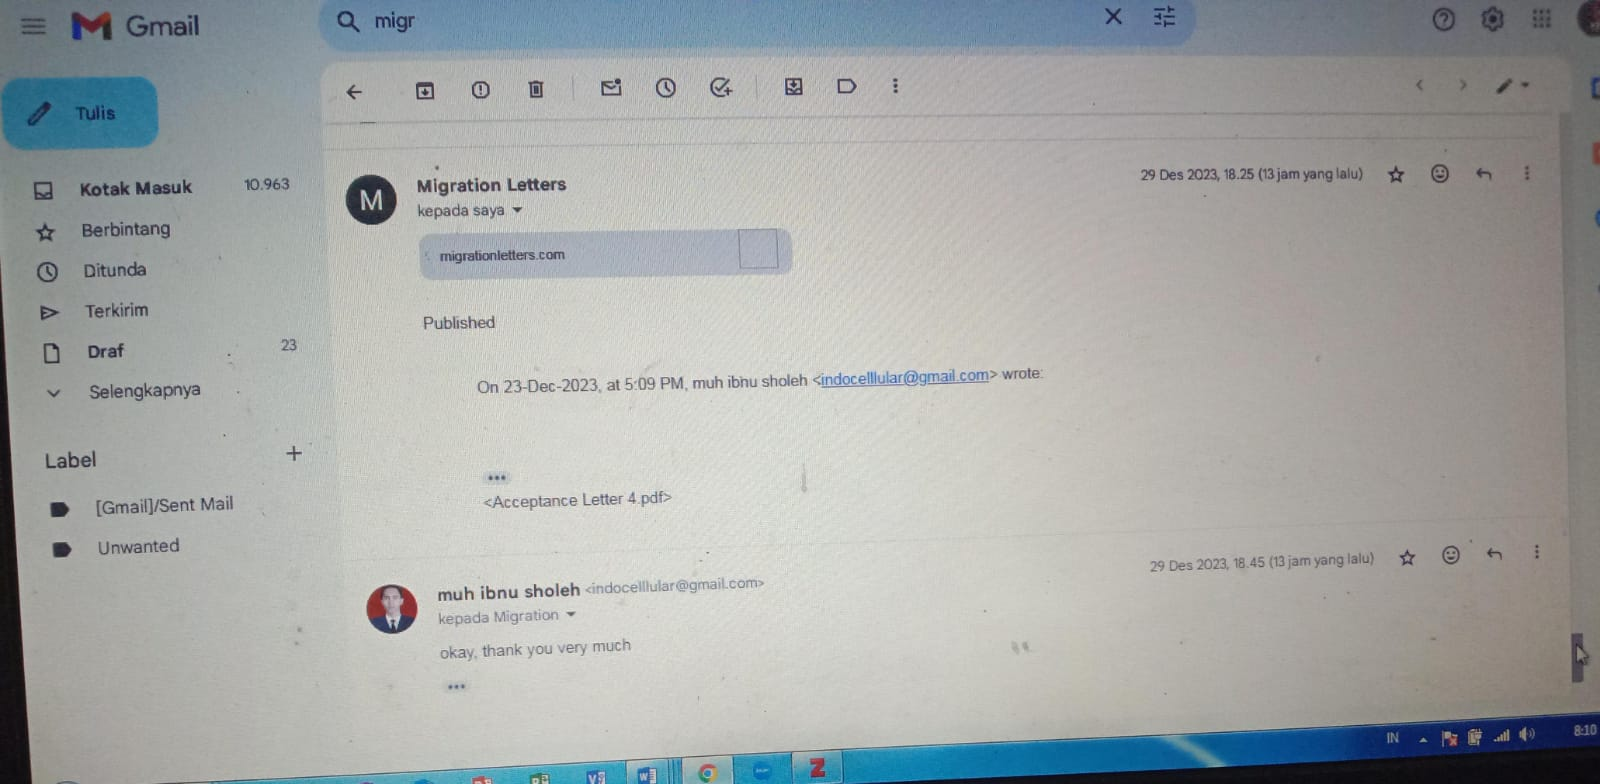 Gmail
migr
Tulis
Kotak Masuk 10.963
Berbintang
Ditunda
Terkirim
Draf 23
Selengkapnya
Label +
[Gmail]/Sent Mail
Unwanted
M
Migration Letters
kepada saya
29 Des 2023, 18.25 (13 jam yang lalu)
migrationletters.com
Published
On 23-Dec-2023, at 5:09 PM, muh ibnu sholeh <indocelllular@gmail.com> wrote:
<Acceptance Letter 4.pdf>
muh ibnu sholeh <indocelllular@gmail.com>
29 Des 2023, 18.45 (13 jam yang lalu)
kepada Migration
okay, thank you very much
IN
8:10